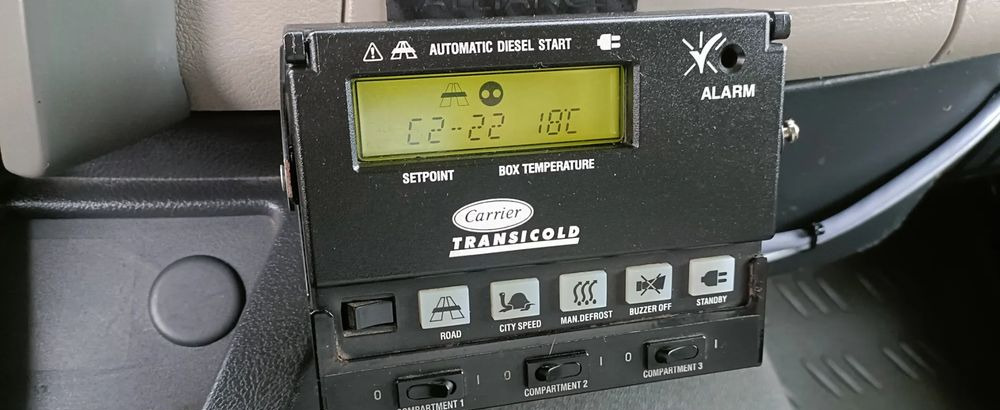 AUTOMATIC DIESEL START
ALARM
C2-22 18°C
SETPOINT BOX TEMPERATURE
Carrier
TRANSICOLD
ROAD CITY SPEED MAN.DEFROST BUZZER OFF STANDBY
0 I 0 I 0 I
COMPARTMENT 1 COMPARTMENT 2 COMPARTMENT 3